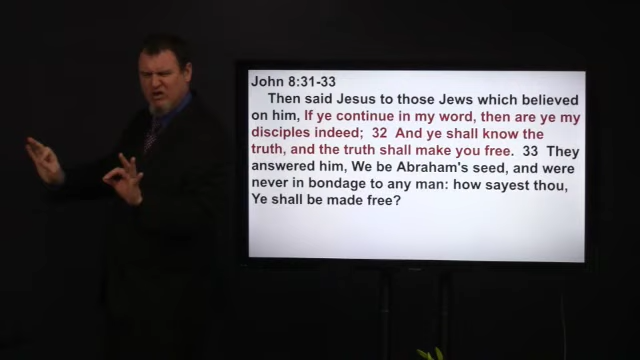 John 8:31-33
Then said Jesus to those Jews which believed
on him, If ye continue in my word, then are ye my
disciples indeed; 32 And ye shall know the
truth, and the truth shall make you free. 33 They
answered him, We be Abraham's seed, and were
never in bondage to any man: how sayest thou,
Ye shall be made free?